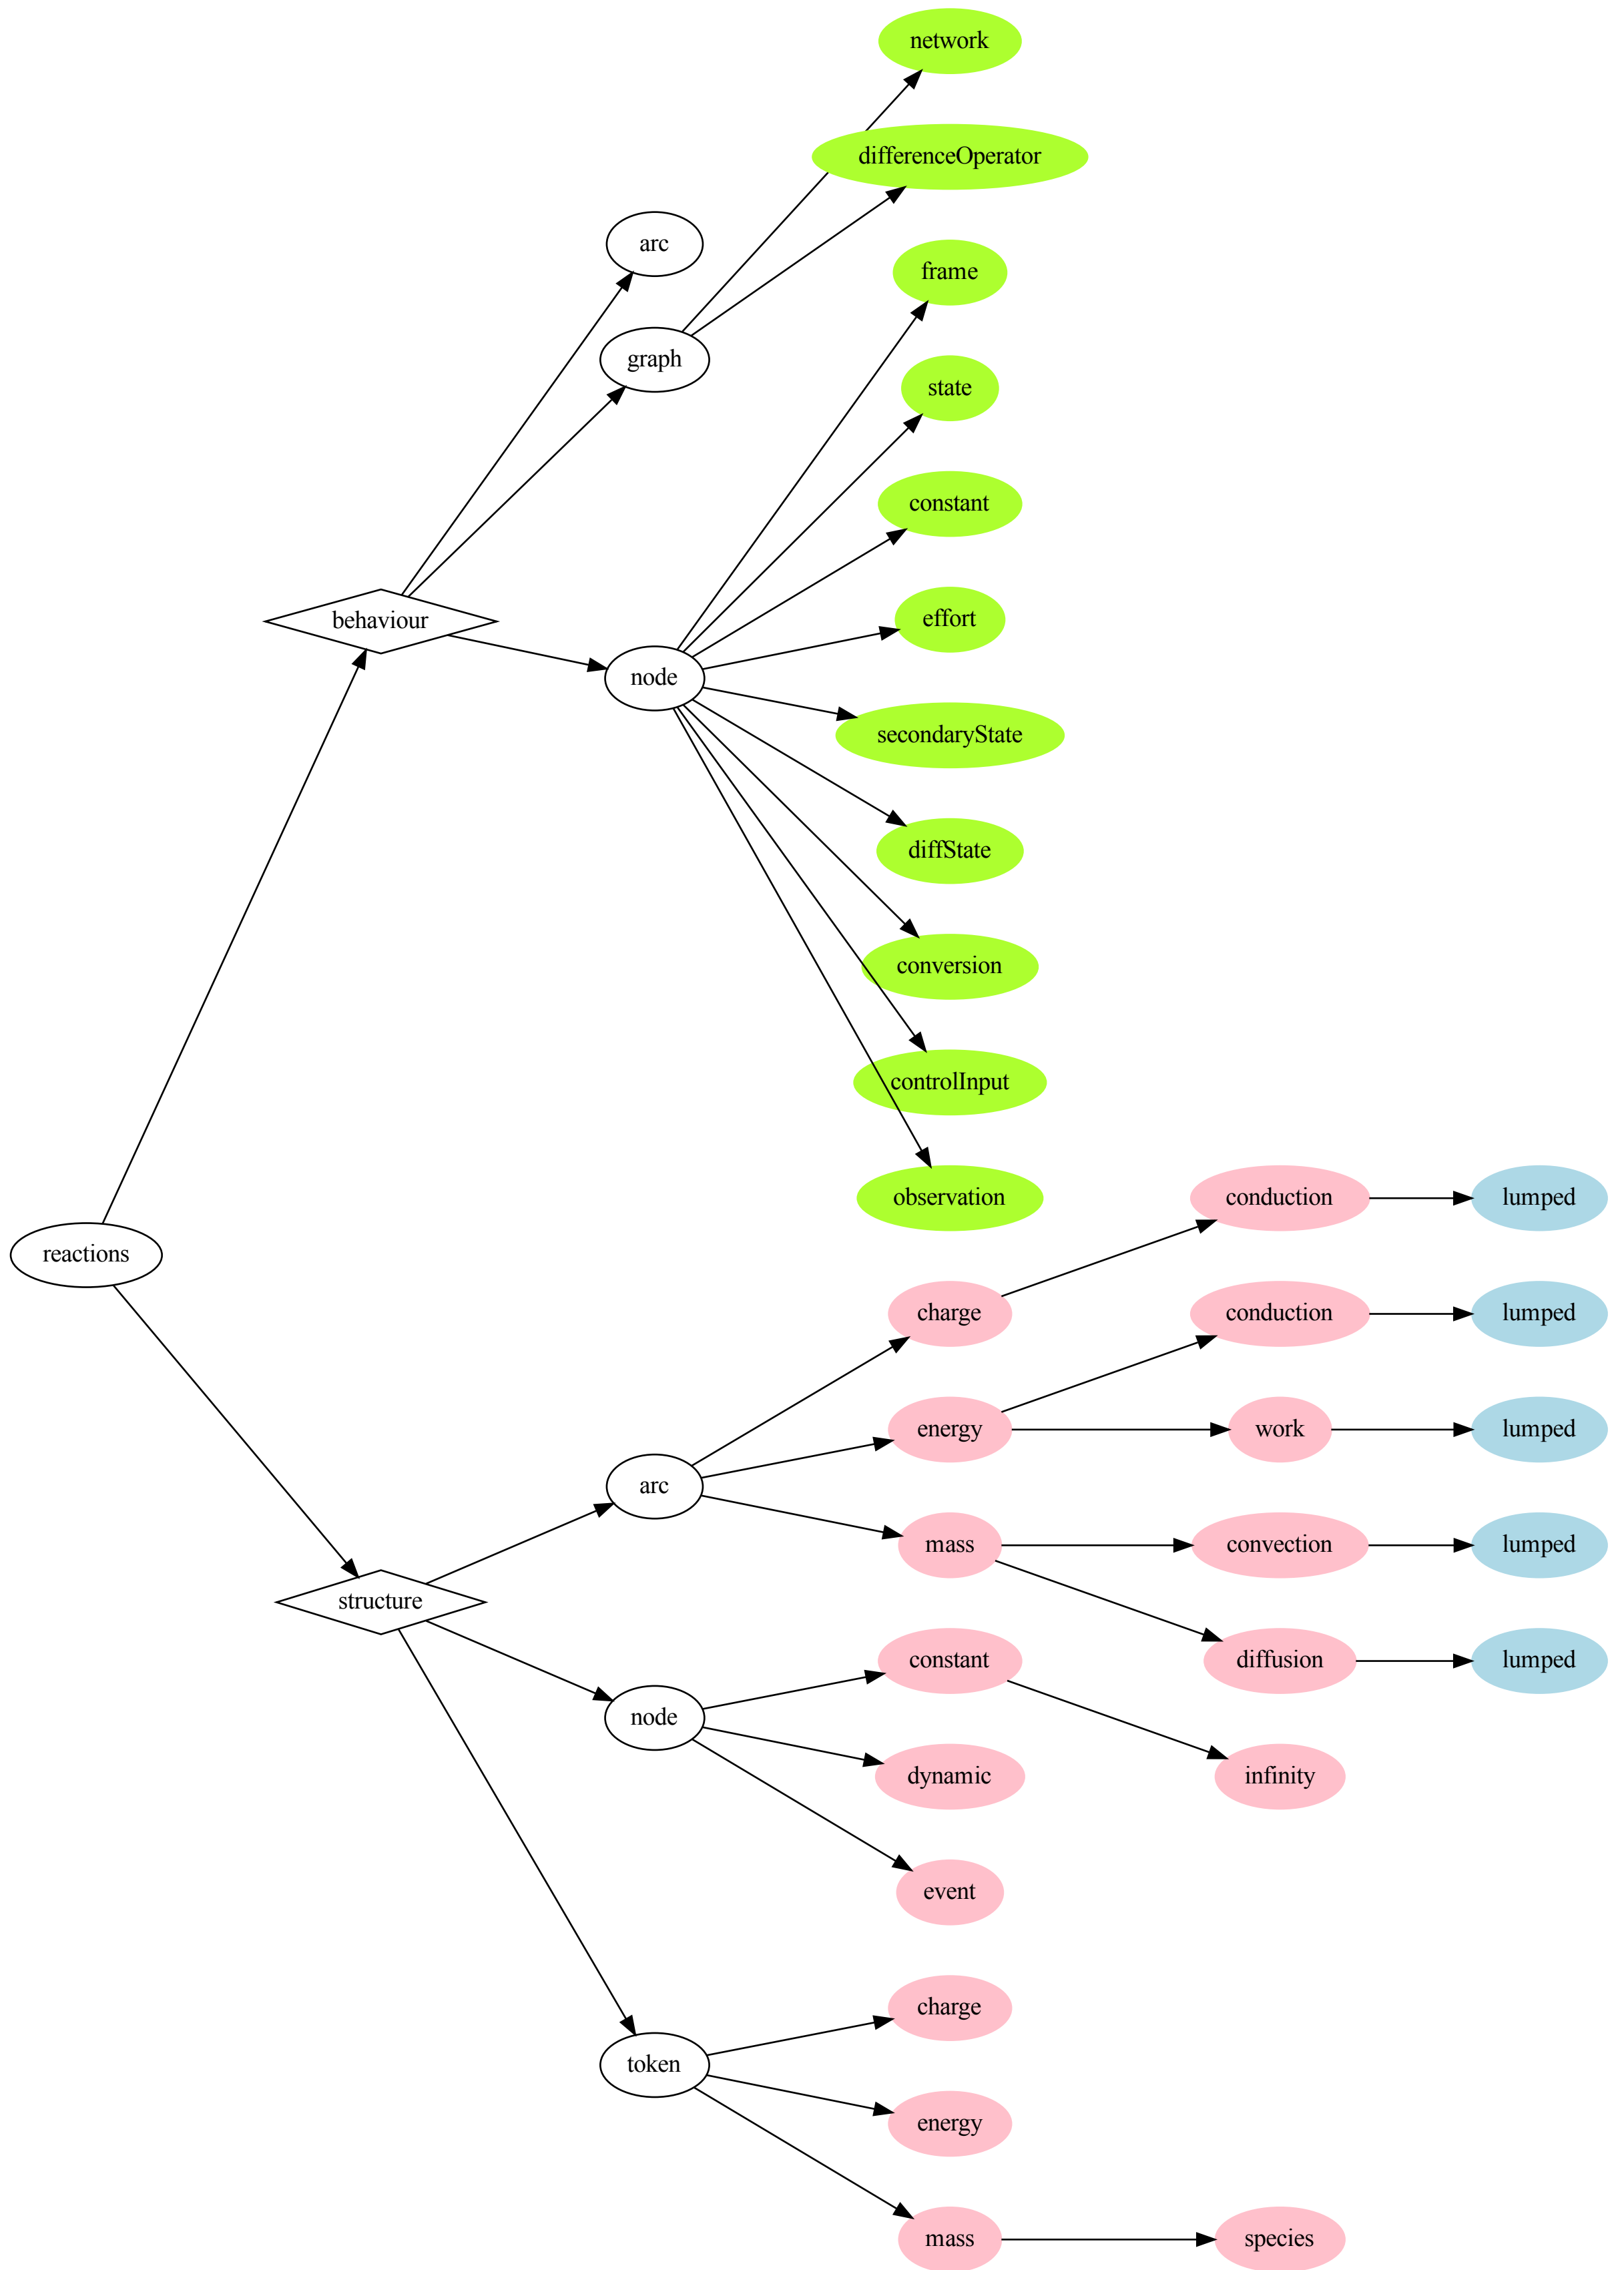 network
differenceOperator
arc
frame
graph
state
constant
effort
behaviour
node
secondaryState
diffState
conversion
controlInput
observation
conduction
lumped
reactions
charge
conduction
lumped
energy
work
lumped
arc
mass
convection
lumped
structure
constant
diffusion
lumped
node
dynamic
infinity
event
charge
token
energy
mass
species